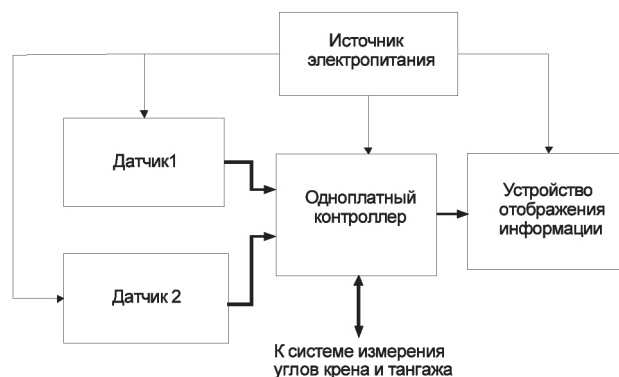 Источник
электропитания
Датчик1
Одноплатный
контроллер
Устройство
отображения
информации
Датчик 2
К системе измерения
углов крена и тангажа